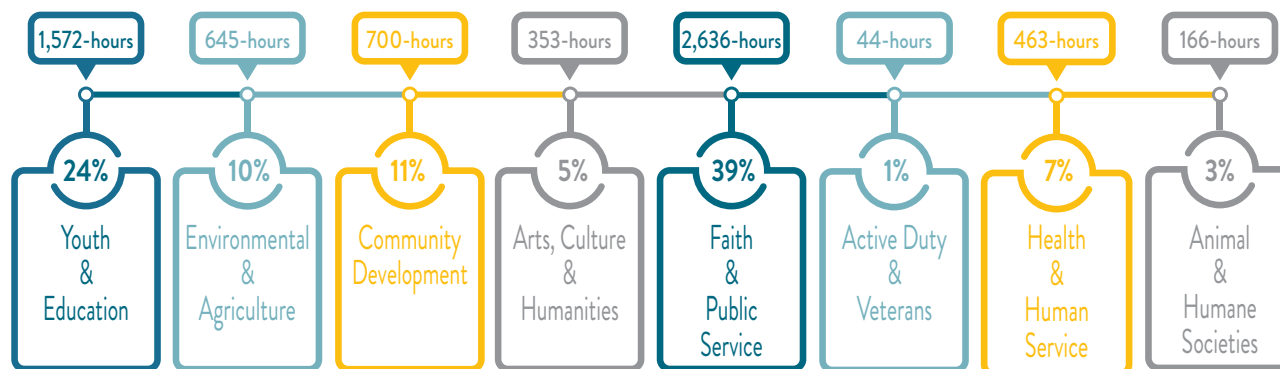 1,572-hours
645-hours
700-hours
353-hours
2,636-hours
44-hours
463-hours
166-hours
24%
10%
11%
5%
39%
1%
7%
3%
Youth
&
Education
Environmental
&
Agriculture
Community
Development
Arts, Culture
&
Humanities
Faith
&
Public
Service
Active Duty
&
Veterans
Health
&
Human
Service
Animal
&
Humane
Societies